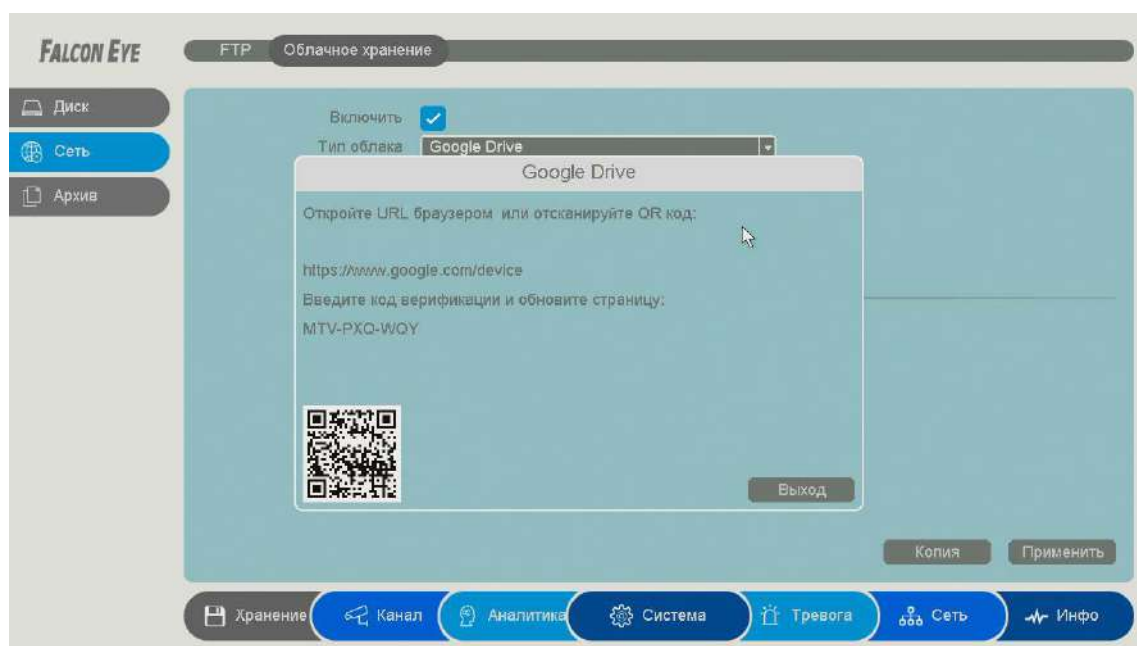 FALCON EYE
FTP
Облачное хранение
Диск
Сеть
Архив
Включить
Тип облака
Google Drive
Google Drive
Откройте URL браузером или отсканируйте QR код:
https://www.google.com/device
Введите код верификации и обновите страницу:
MTV-PXQ-WQY
Выход
Копия
Применить
Хранение
Канал
Аналитика
Система
Тревога
Сеть
Инфо